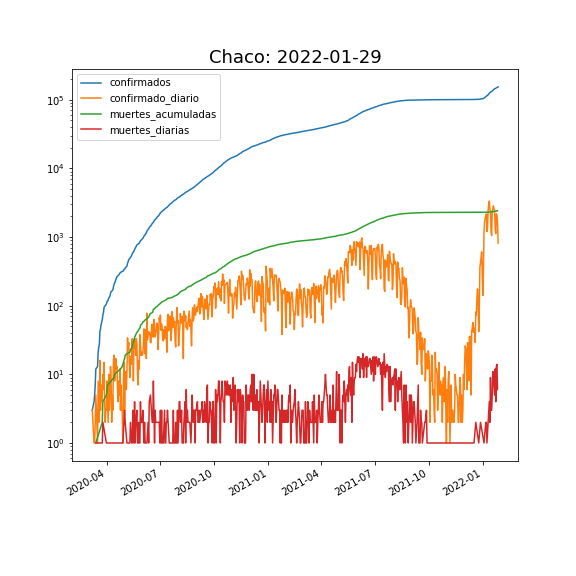 Chaco: 2022-01-29
confirmados
confirmado_diario
muertes_acumuladas
muertes_diarias
10⁵
10⁴
10³
10²
10¹
10⁰
2020-04 2020-07 2020-10 2021-01 2021-04 2021-07 2021-10 2022-01